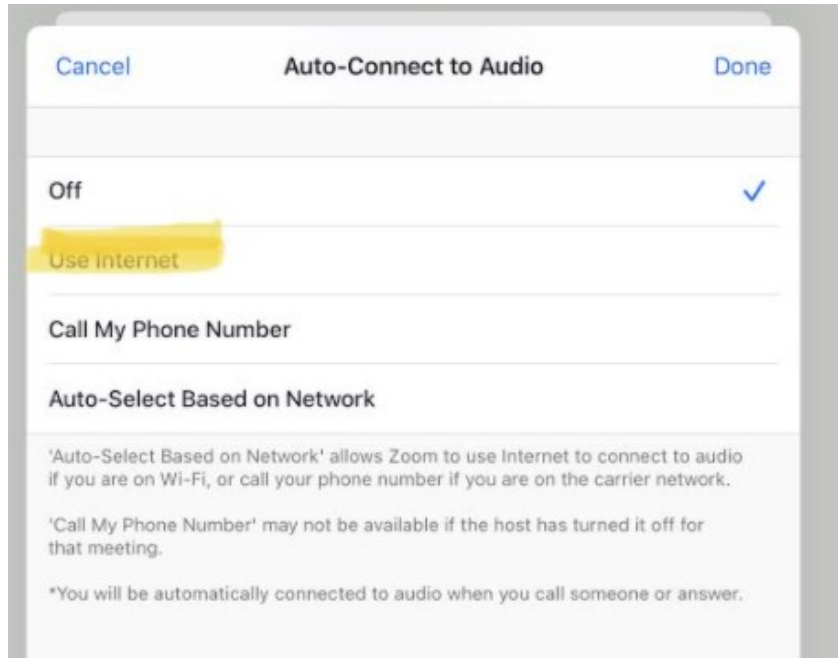 Cancel Auto-Connect to Audio Done
Off
Use Internet
Call My Phone Number
Auto-Select Based on Network
'Auto-Select Based on Network' allows Zoom to use Internet to connect to audio
if you are on Wi-Fi, or call your phone number if you are on the carrier network.
'Call My Phone Number' may not be available if the host has turned it off for
that meeting.
*You will be automatically connected to audio when you call someone or answer.